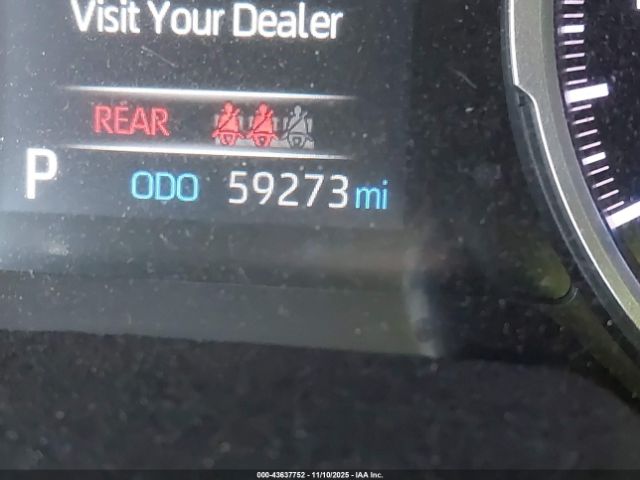 Visit Your Dealer
REAR
P ODO 59273 mi
000-43637752 - 11/10/2025 - IAA Inc.